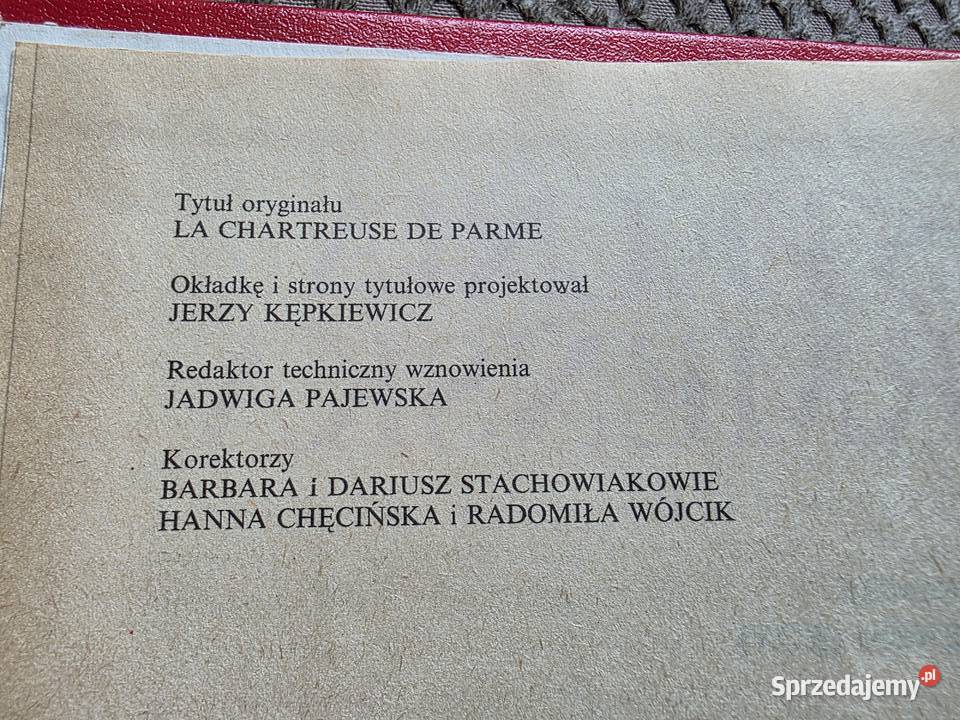 Tytuł oryginału
LA CHARTREUSE DE PARME
Okładkę i strony tytułowe projektował
JERZY KĘPKIEWICZ
Redaktor techniczny wznowienia
JADWIGA PAJEWSKA
Korektorzy
BARBARA i DARIUSZ STACHOWIAKOWIE
HANNA CHĘCIŃSKA i RADOMIŁA WÓJCIK
Sprzedajemy.pl